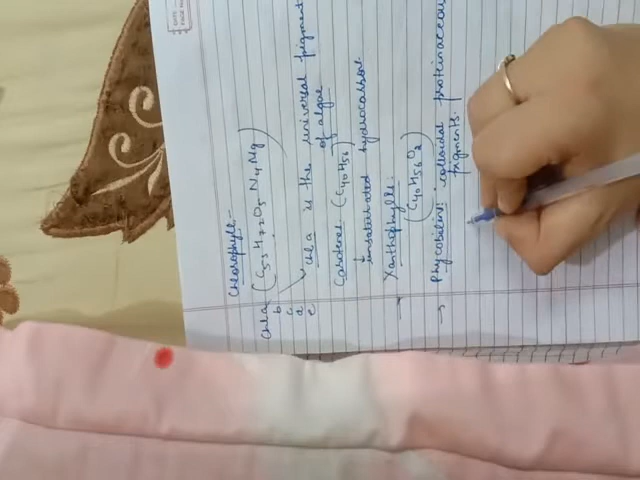 Chlorophyll:-
Chl a (C55H72O5N4Mg)
b
c
d
e
Chl a is the universal pigment
of algae
Carotene: (C40H56)
↓
unsaturated hydrocarbon
Xanthophylls
(C40H56O2)
→ Phycobilins: colloidal proteinaceou
pigments.